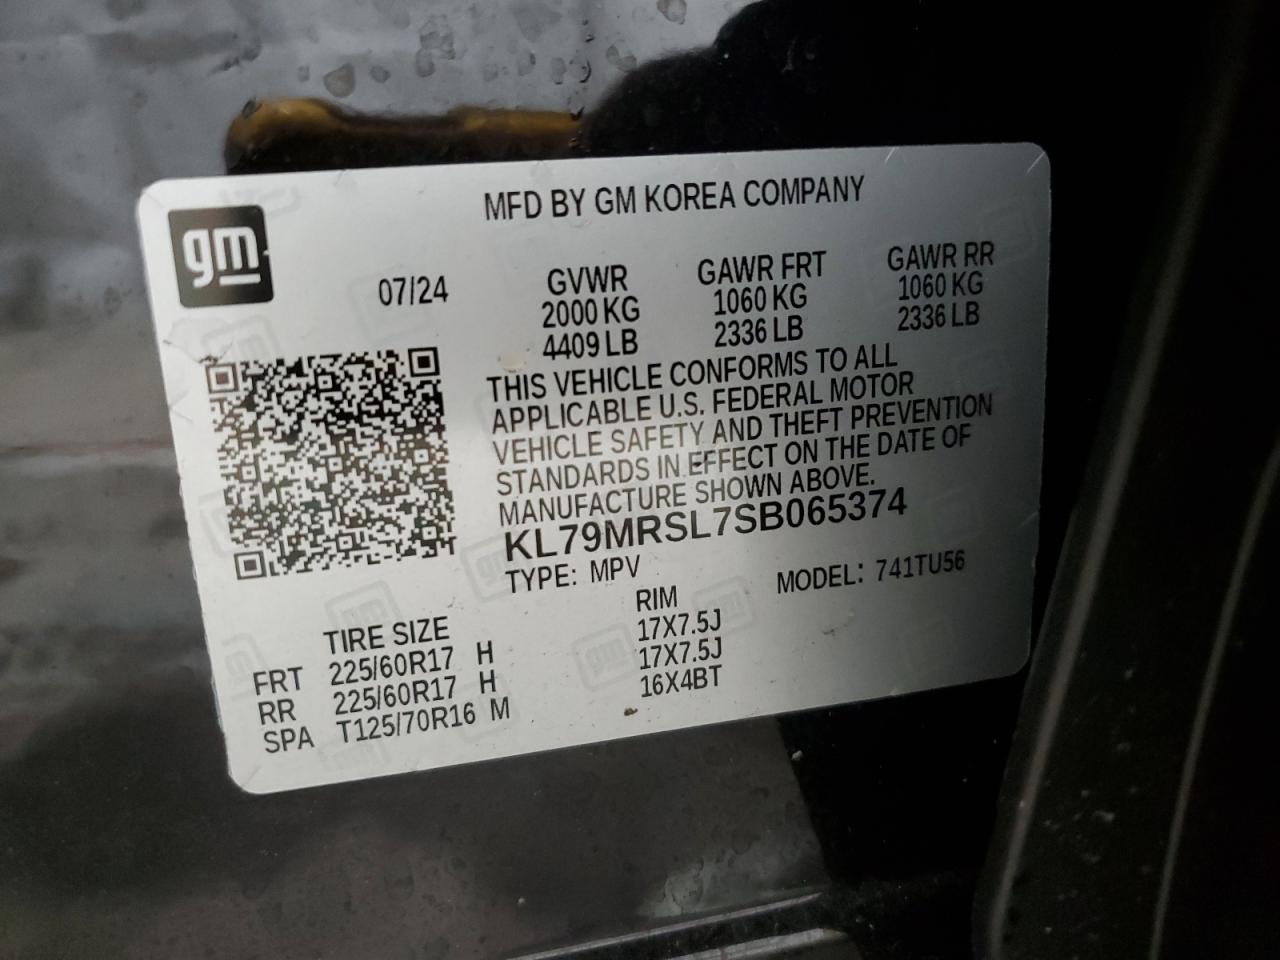 MFD BY GM KOREA COMPANY
gm
07/24
GVWR GAWR FRT GAWR RR
2000 KG 1060 KG 1060 KG
4409 LB 2336 LB 2336 LB
THIS VEHICLE CONFORMS TO ALL
APPLICABLE U.S. FEDERAL MOTOR
VEHICLE SAFETY AND THEFT PREVENTION
STANDARDS IN EFFECT ON THE DATE OF
MANUFACTURE SHOWN ABOVE.
KL79MRSL7SB065374
TYPE: MPV MODEL: 741TU56
TIRE SIZE RIM
FRT 225/60R17 H 17X7.5J
RR 225/60R17 H 17X7.5J
SPA T125/70R16 M 16X4BT